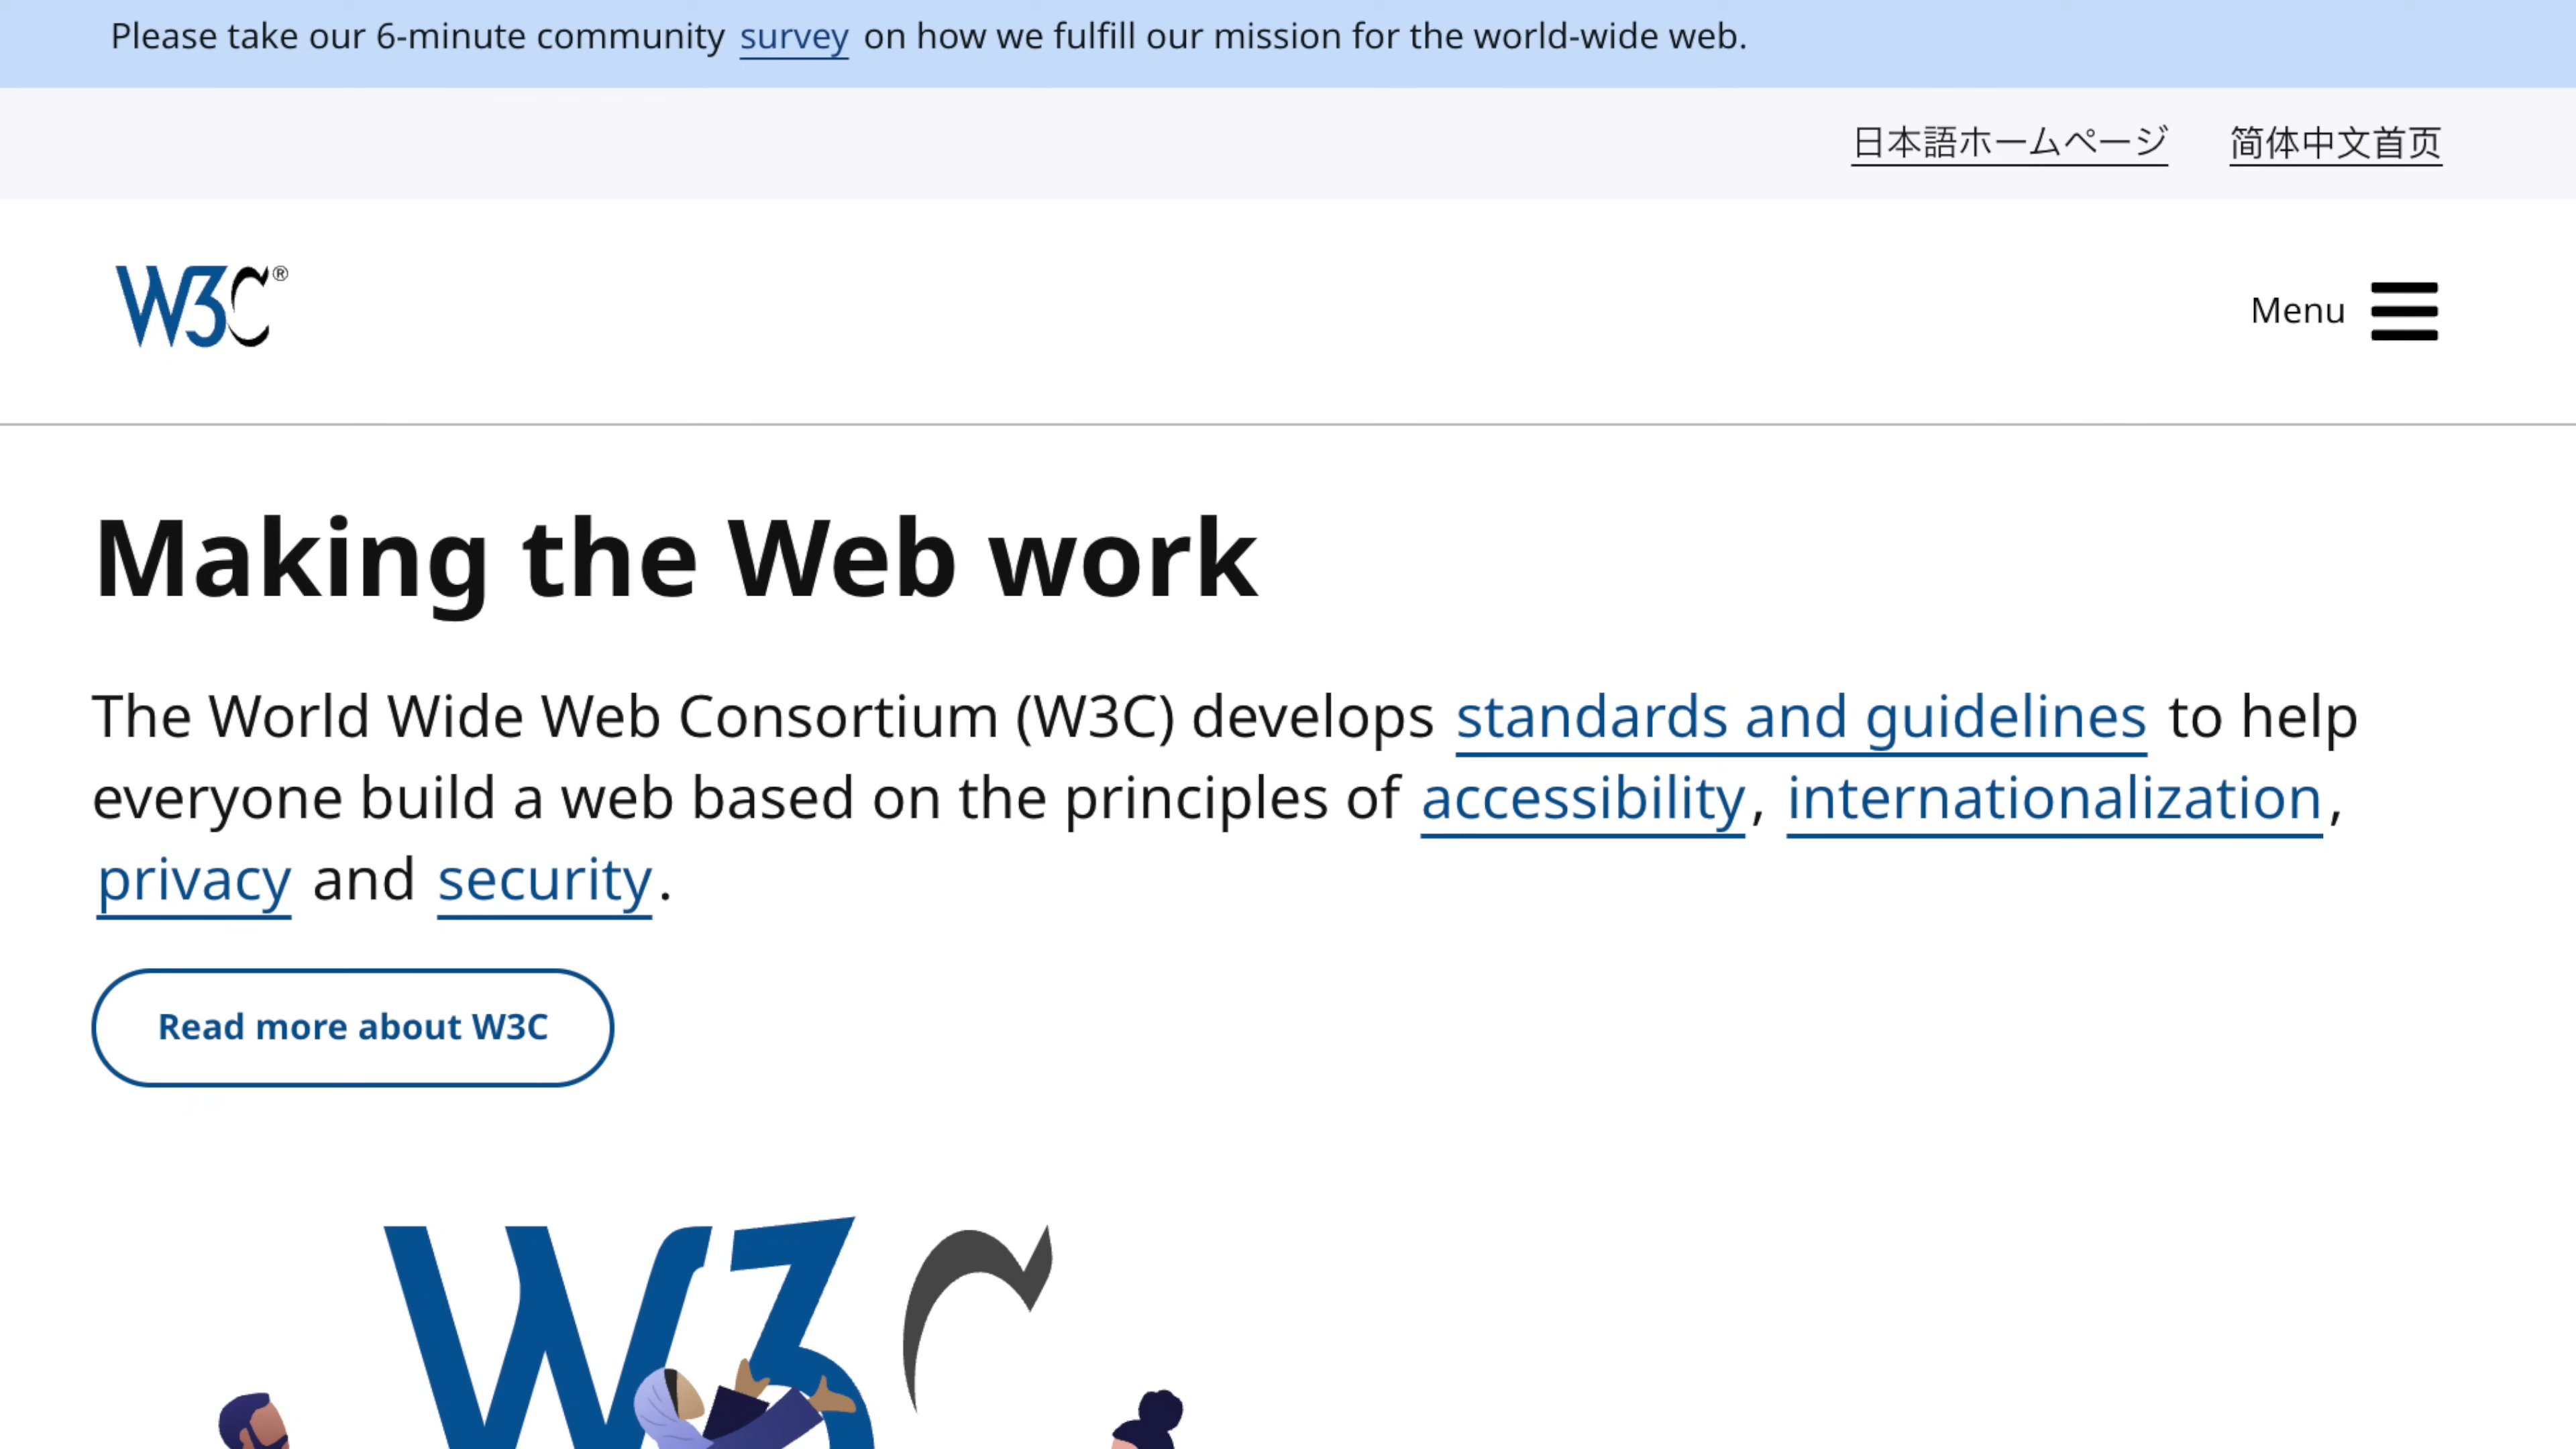 Please take our 6-minute community survey on how we fulfill our mission for the world-wide web.
日本語ホームページ 简体中文首页
W3C®
Menu
Making the Web work
The World Wide Web Consortium (W3C) develops standards and guidelines to help
everyone build a web based on the principles of accessibility, internationalization,
privacy and security.
Read more about W3C
W3C